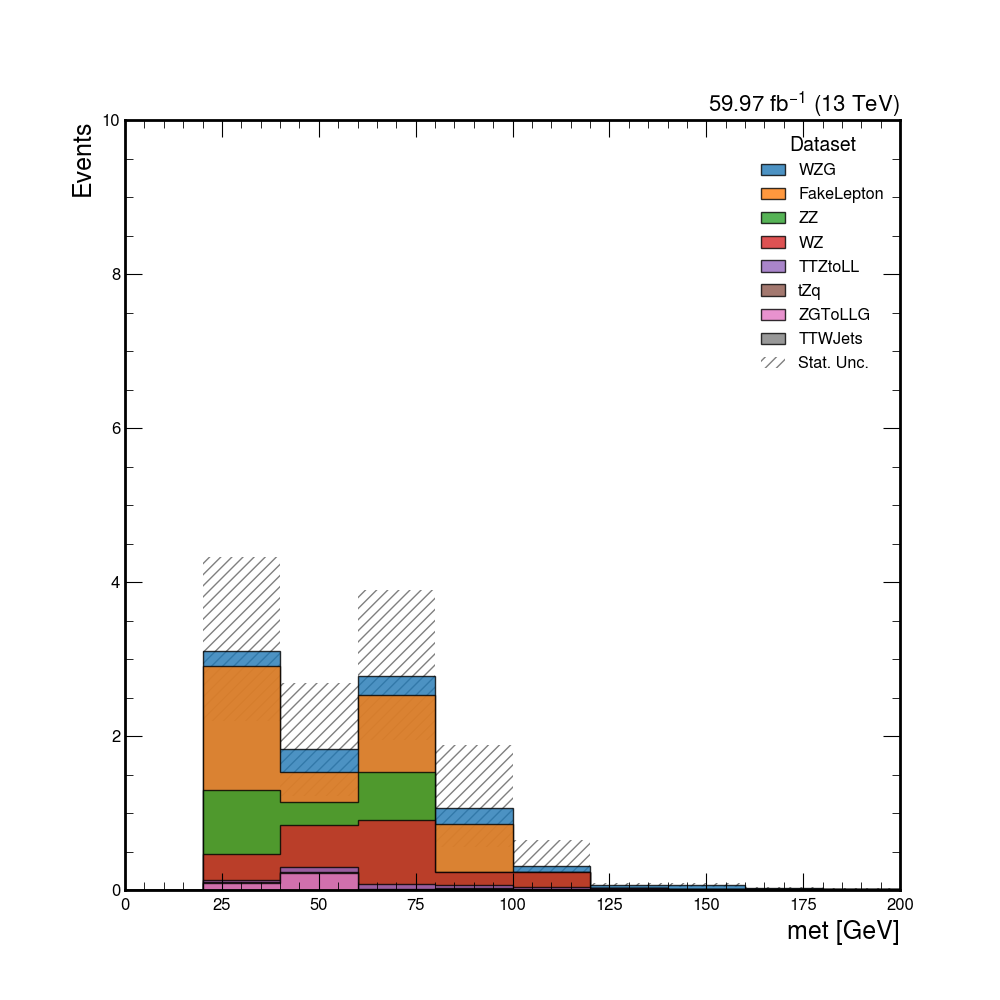 59.97 fb⁻¹ (13 TeV)
Events
10
8
6
4
2
0
Dataset
WZG
FakeLepton
ZZ
WZ
TTZtoLL
tZq
ZGToLLG
TTWJets
Stat. Unc.
0 25 50 75 100 125 150 175 200
met [GeV]